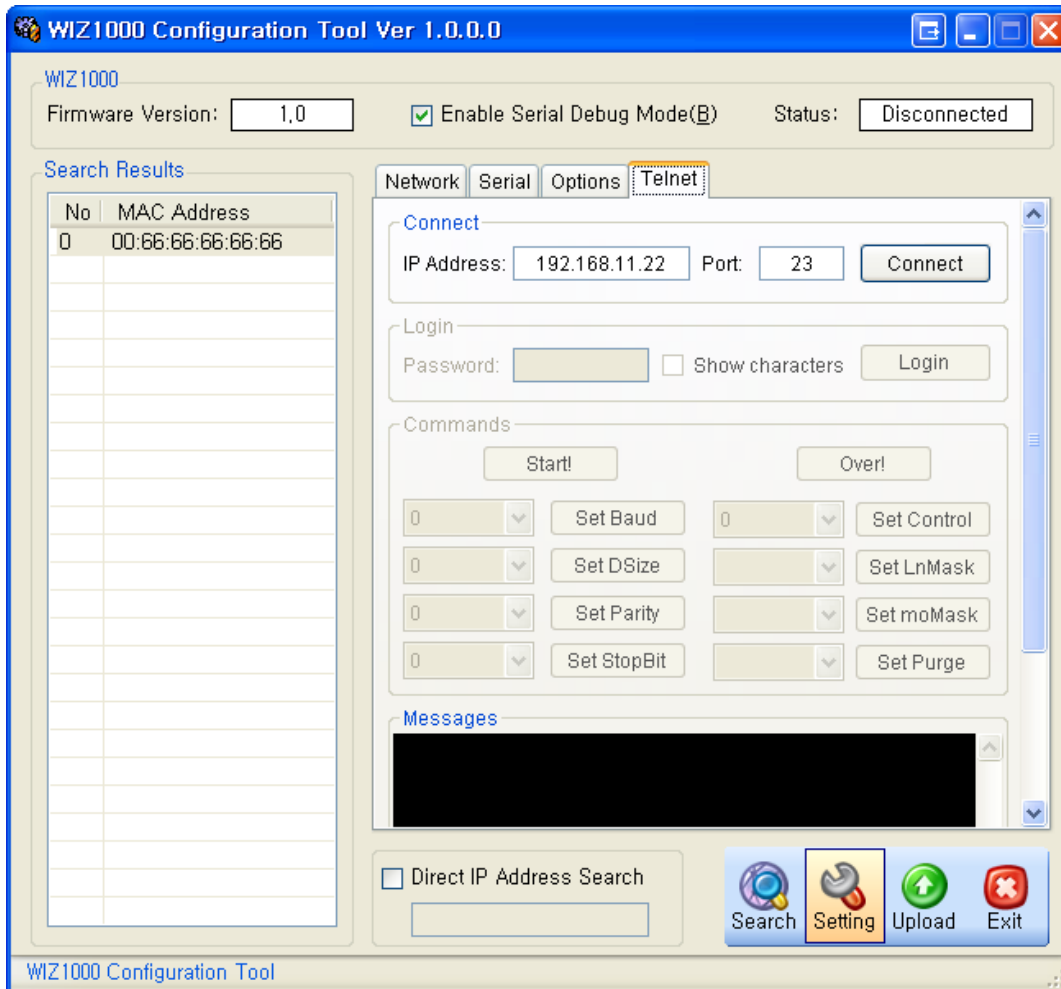 WIZ1000 Configuration Tool Ver 1.0.0.0
WIZ1000
Firmware Version: 1,0 Enable Serial Debug Mode(B) Status: Disconnected
Search Results
No MAC Address
0 00:66:66:66:66:66
Network Serial Options Telnet
Connect
IP Address: 192.168.11.22 Port: 23 Connect
Login
Password: Show characters Login
Commands
Start! Over!
0 Set Baud 0 Set Control
0 Set DSize Set LnMask
0 Set Parity Set moMask
0 Set StopBit Set Purge
Messages
Direct IP Address Search
Search Setting Upload Exit
WIZ1000 Configuration Tool